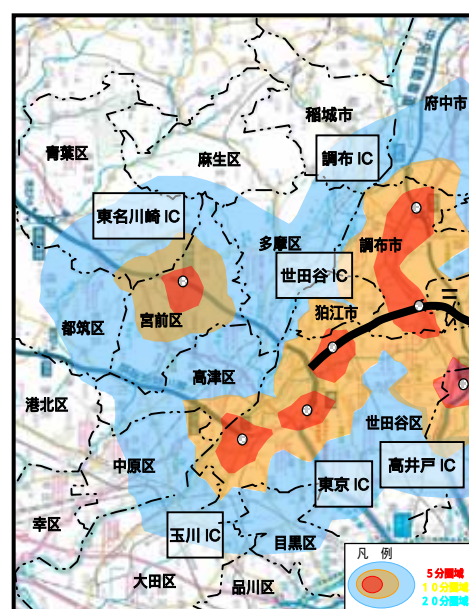 稲城市
府中市
青葉区
麻生区
調布 IC
東名川崎 IC
多摩区
調布市
世田谷 IC
狛江市
都筑区
宮前区
高津区
港北区
世田谷区
中原区
高井戸 IC
東京 IC
幸区
玉川 IC
目黒区
大田区
品川区
凡 例
5分圏域
10分圏域
20分圏域